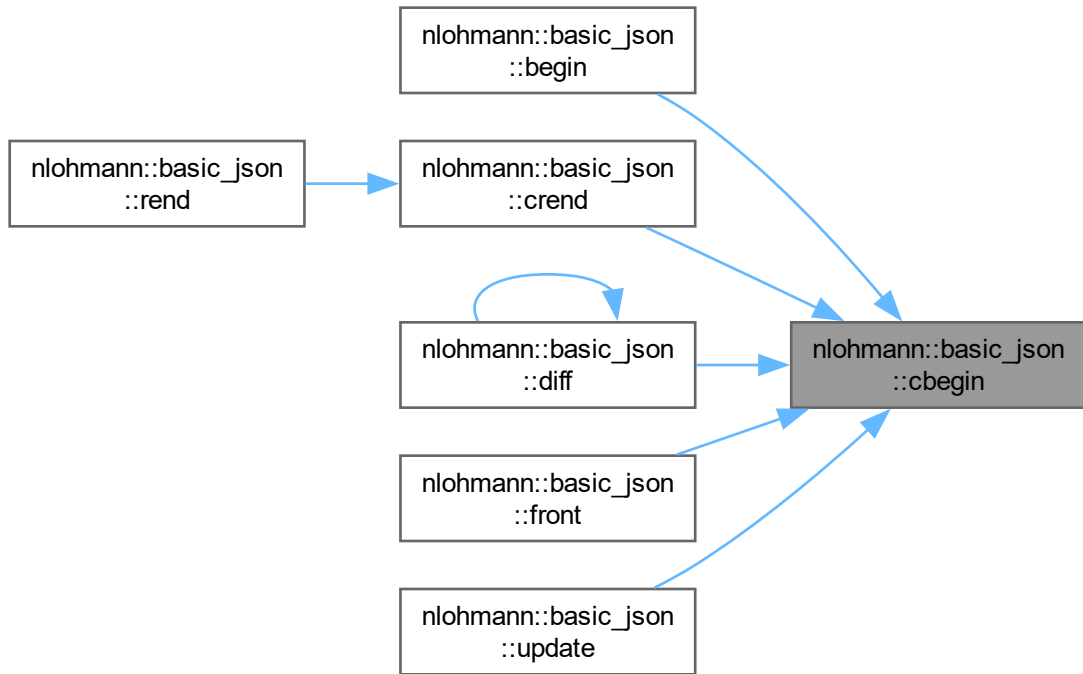 nlohmann::basic_json
::begin
nlohmann::basic_json
::rend
nlohmann::basic_json
::crend
nlohmann::basic_json
::diff
nlohmann::basic_json
::cbegin
nlohmann::basic_json
::front
nlohmann::basic_json
::update